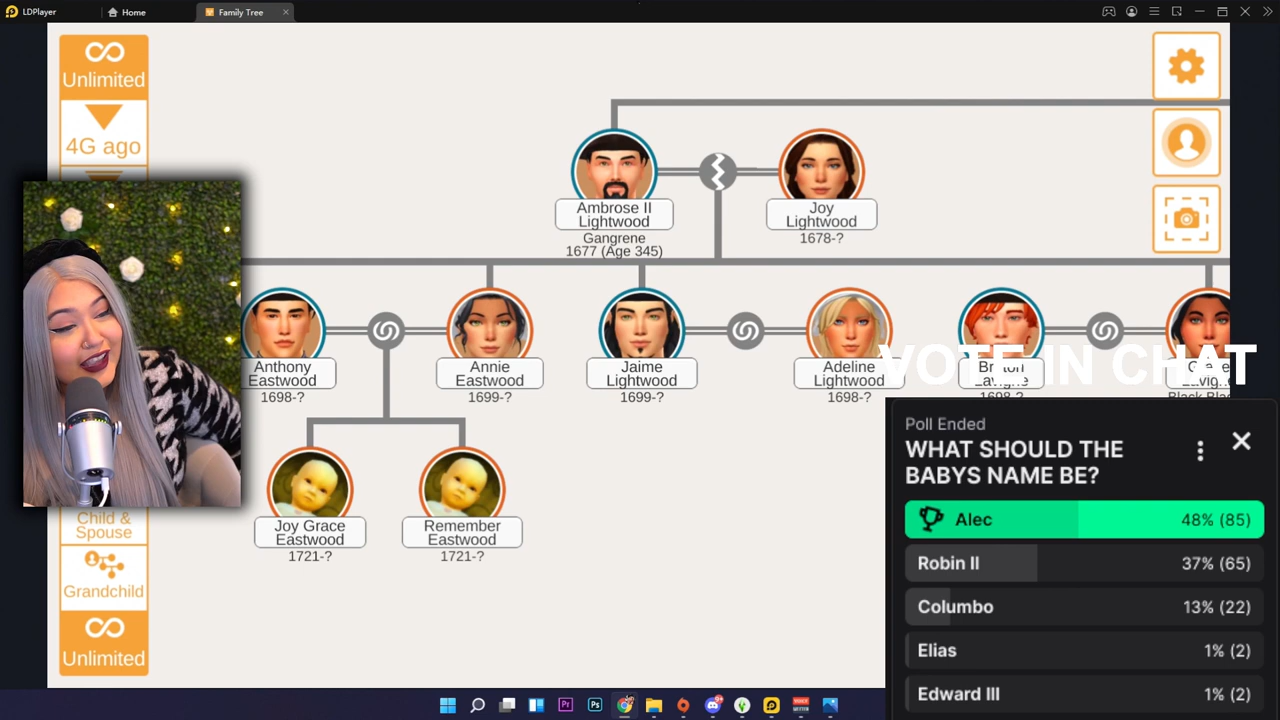 LDPlayer
Home
Family Tree
Unlimited
4G ago
Ambrose II
Lightwood
Gangrene
1677 (Age 345)
Joy
Lightwood
1678-?
Anthony
Eastwood
1698-?
Annie
Eastwood
1699-?
Jaime
Lightwood
1699-?
Adeline
Lightwood
1698-?
1698-?
VOTE IN CHAT
Joy Grace
Eastwood
1721-?
Remember
Eastwood
1721-?
Child &
Spouse
Grandchild
Unlimited
Poll Ended
WHAT SHOULD THE
BABYS NAME BE?
Alec 48% (85)
Robin II 37% (65)
Columbo 13% (22)
Elias 1% (2)
Edward III 1% (2)